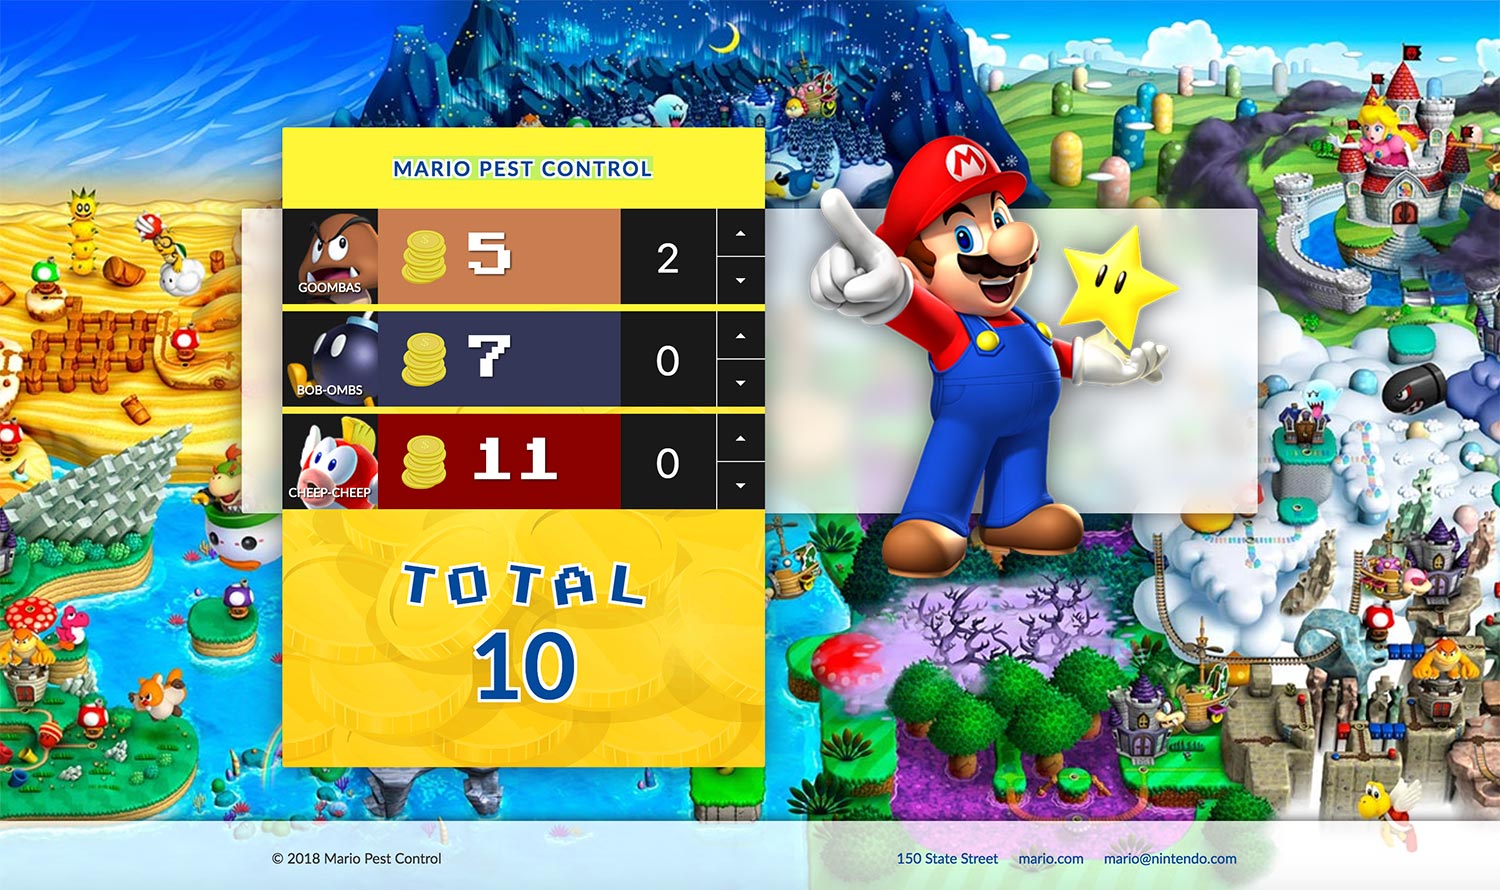 MARIO PEST CONTROL
GOOMBAS
5
2
BOB-OMBS
7
0
CHEEP-CHEEP
11
0
TOTAL
10
M
© 2018 Mario Pest Control
150 State Street mario.com mario@nintendo.com